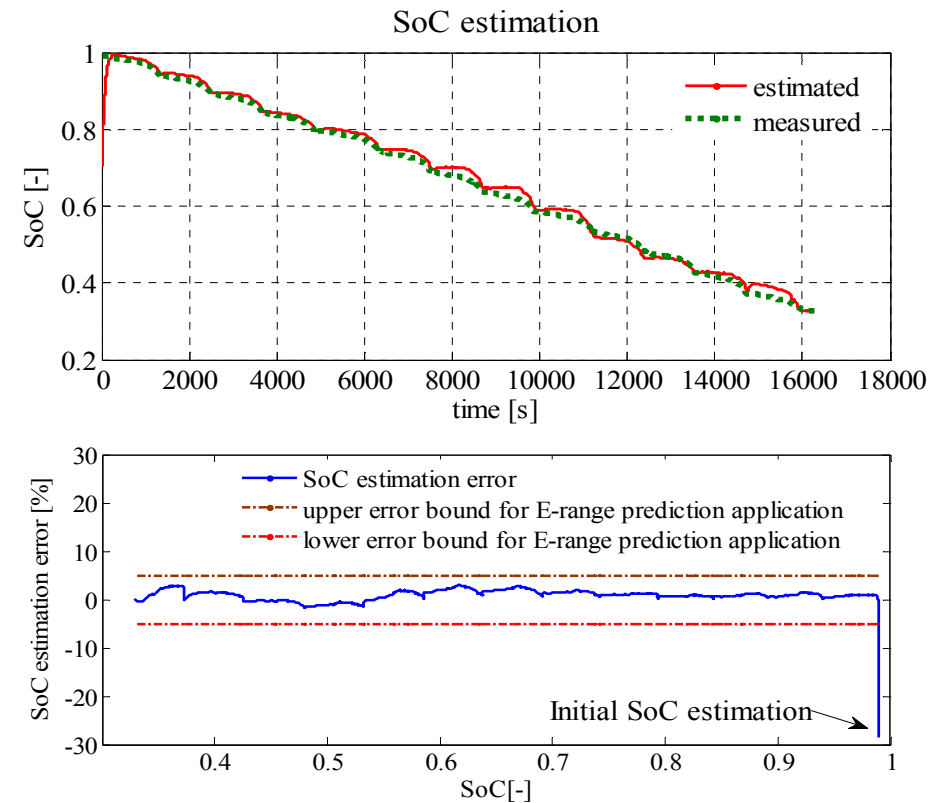 SoC estimation
1
0.8
0.6
0.4
0.2
SoC [-]
estimated
measured
0 2000 4000 6000 8000 10000 12000 14000 16000 18000
time [s]
30
20
10
0
-10
-20
-30
SoC estimation error [%]
SoC estimation error
upper error bound for E-range prediction application
lower error bound for E-range prediction application
Initial SoC estimation
0.4 0.5 0.6 0.7 0.8 0.9 1
SoC[-]